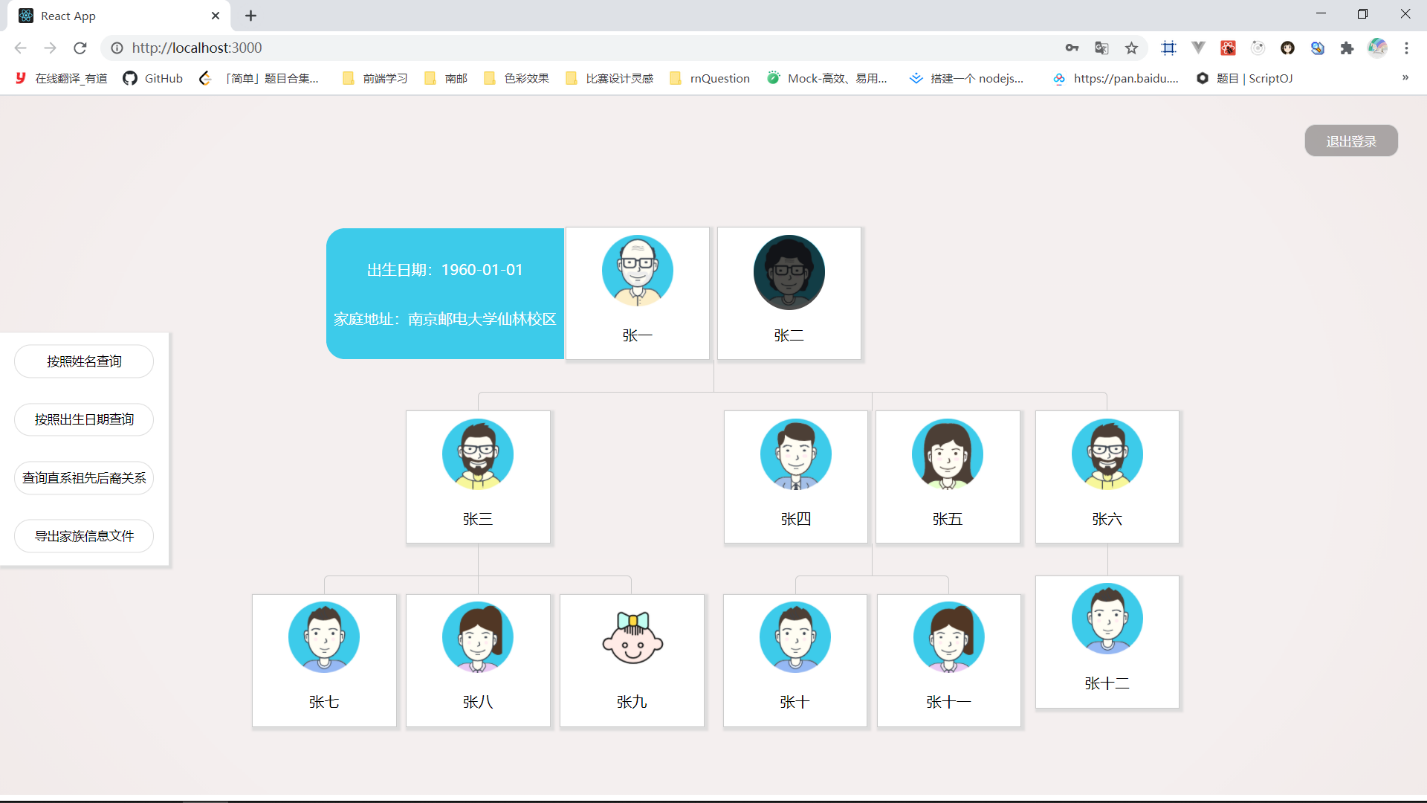 React App
http://localhost:3000
在线翻译_有道
GitHub
「简单」题目合集...
前端学习
南邮
色彩效果
比赛设计灵感
rnQuestion
Mock-高效、易用...
搭建一个 nodejs...
https://pan.baidu....
题目 | ScriptOJ
»
退出登录
出生日期：1960-01-01
家庭地址：南京邮电大学仙林校区
张一
张二
按照姓名查询
按照出生日期查询
查询直系祖先后裔关系
导出家族信息文件
张三
张四
张五
张六
张七
张八
张九
张十
张十一
张十二